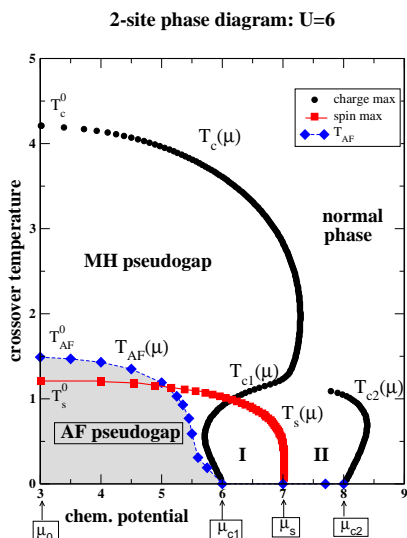 2-site phase diagram: U=6
5
4
3
2
1
0
crossover temperature
T_c^0
T_c(μ)
charge max
spin max
T_AF
normal
phase
MH pseudogap
T_AF^0
T_AF(μ)
T_s^0
T_c1(μ)
T_c2(μ)
T_s(μ)
AF pseudogap
I
II
3 4 5 6 7 8 9
μ_0
chem. potential
μ_c1
μ_s
μ_c2